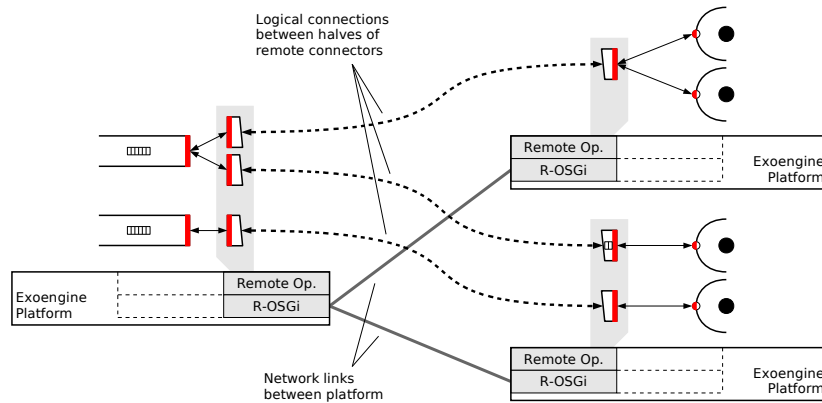 Logical connections
between halves of
remote connectors
Remote Op.
R-OSGi
Exoengine
Platform
Remote Op.
R-OSGi
Exoengine
Platform
Network links
between platform
Remote Op.
R-OSGi
Exoengine
Platform